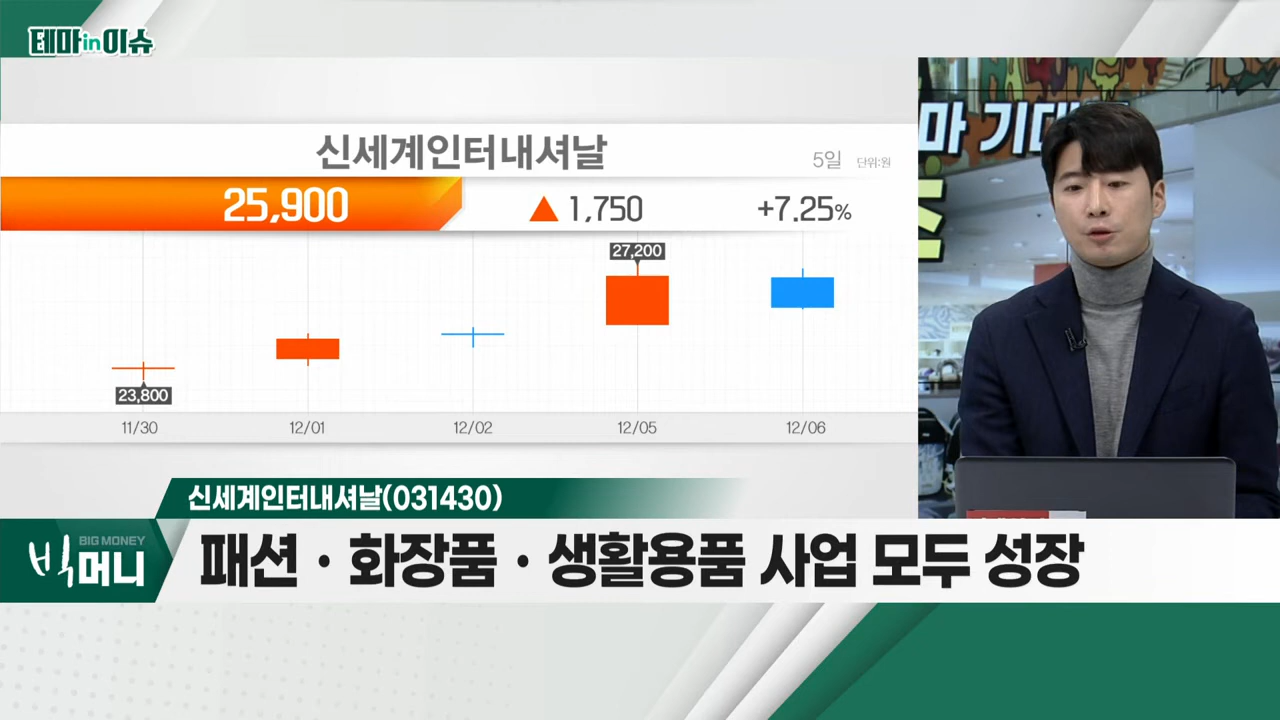 테마in이슈
신세계인터내셔날
5일 단위:원
25,900 ▲ 1,750 +7.25%
마 기대
27,200
23,800
11/30 12/01 12/02 12/05 12/06
신세계인터내셔날(031430)
BIG MONEY
빅머니
패션·화장품·생활용품 사업 모두 성장